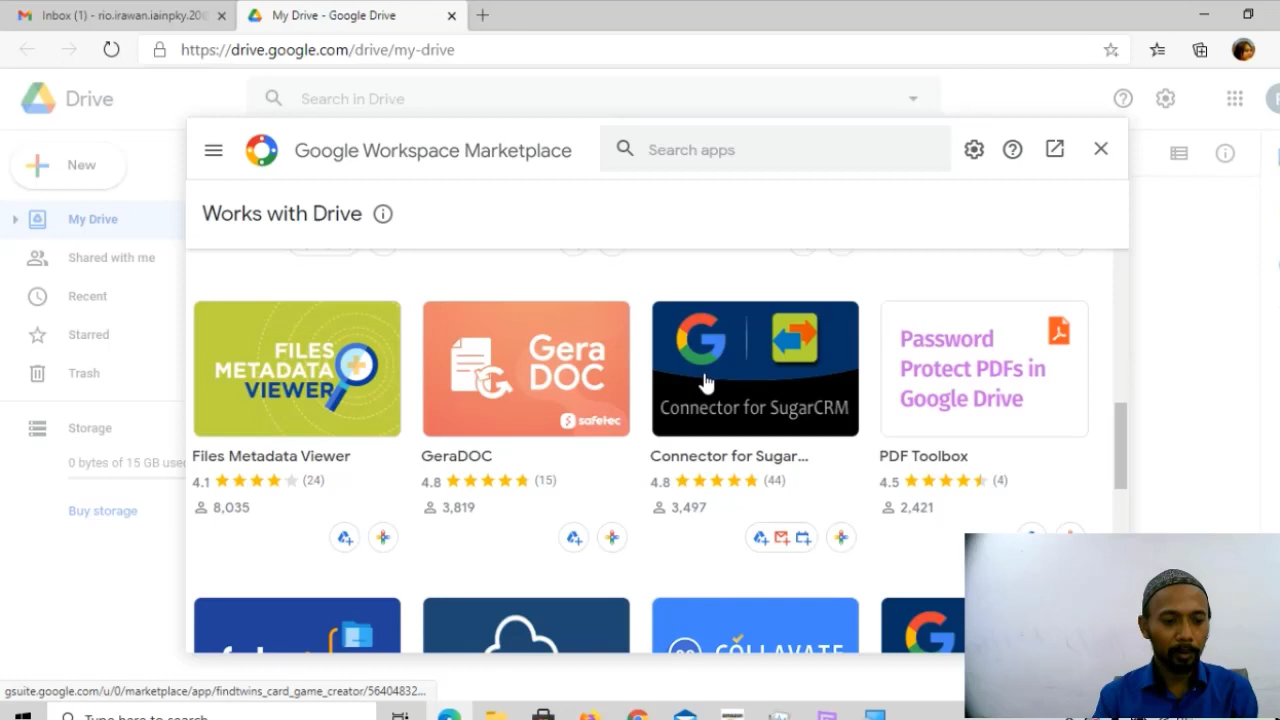 Inbox (1) - rio.irawan.iainpky.20
My Drive - Google Drive
https://drive.google.com/drive/my-drive
Drive
Search in Drive
New
My Drive
Shared with me
Recent
Starred
Trash
Storage
0 bytes of 15 GB use
Buy storage
Google Workspace Marketplace
Search apps
Works with Drive
FILES
METADATA
VIEWER
Files Metadata Viewer
4.1 (24)
8,035
Gera
DOC
safetec
GeraDOC
4.8 (15)
3,819
Connector for SugarCRM
Connector for Sugar...
4.8 (44)
3,497
Password
Protect PDFs in
Google Drive
PDF Toolbox
4.5 (4)
2,421
COLLAVATE
gsuite.google.com/u/0/marketplace/app/findtwins_card_game_creator/56404832...
Type here to search